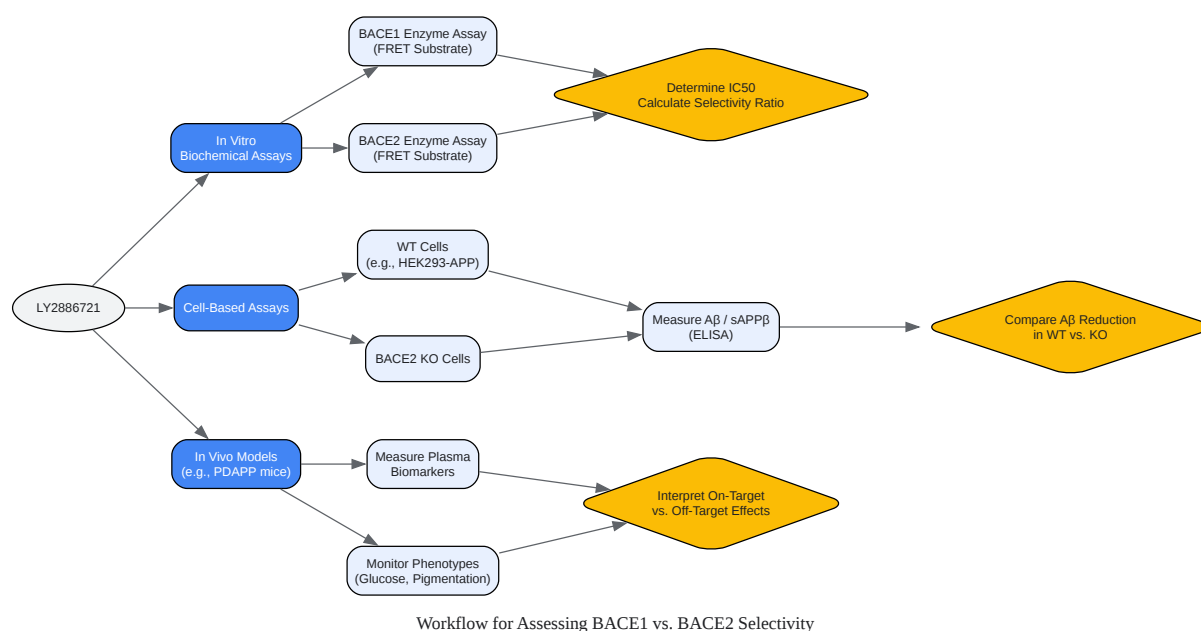 LY2886721
In Vitro
Biochemical Assays
BACE1 Enzyme Assay
(FRET Substrate)
BACE2 Enzyme Assay
(FRET Substrate)
Determine IC50
Calculate Selectivity Ratio
Cell-Based Assays
WT Cells
(e.g., HEK293-APP)
BACE2 KO Cells
Measure Aβ / sAPPβ
(ELISA)
Compare Aβ Reduction
in WT vs. KO
In Vivo Models
(e.g., PDAPP mice)
Measure Plasma
Biomarkers
Monitor Phenotypes
(Glucose, Pigmentation)
Interpret On-Target
vs. Off-Target Effects
Workflow for Assessing BACE1 vs. BACE2 Selectivity